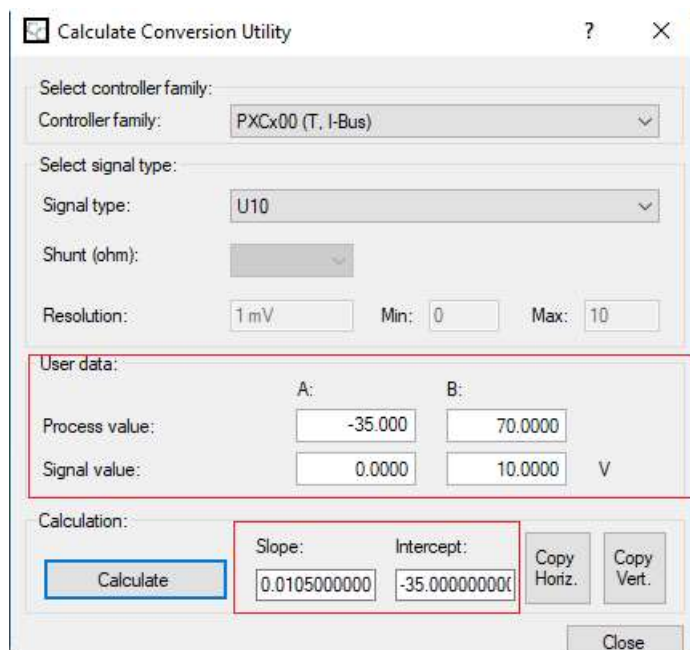 Calculate Conversion Utility ?
Select controller family:
Controller family: PXCx00 (T, I-Bus)
Select signal type:
Signal type: U10
Shunt (ohm):
Resolution: 1 mV Min: 0 Max: 10
User data:
A: B:
Process value: -35.000 70.0000
Signal value: 0.0000 10.0000 V
Calculation:
Slope: Intercept:
Calculate 0.0105000000 -35.00000000 Copy Horiz. Copy Vert.
Close